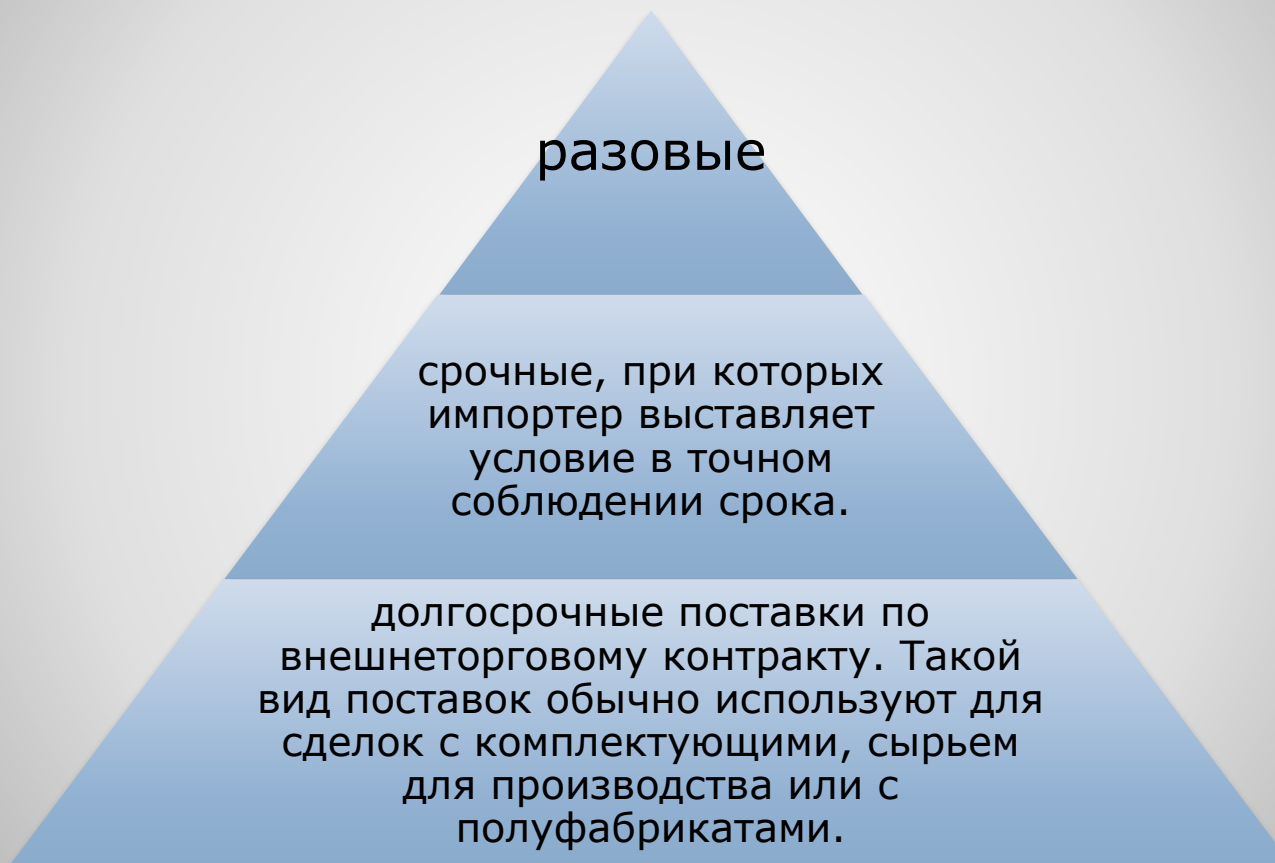 разовые
срочные, при которых
импортер выставляет
условие в точном
соблюдении срока.
долгосрочные поставки по
внешнеторговому контракту. Такой
вид поставок обычно используют для
сделок с комплектующими, сырьем
для производства или с
полуфабрикатами.